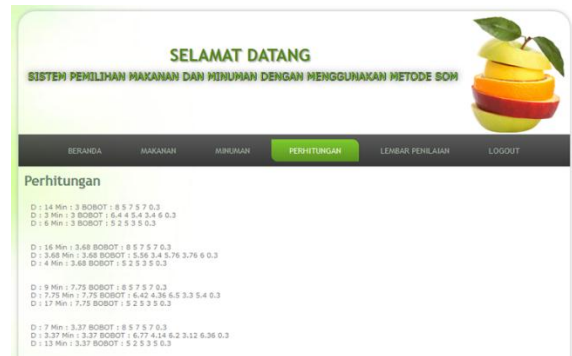 SELAMAT DATANG
SISTEM PEMILIHAN MAKANAN DAN MINUMAN DENGAN MENGGUNAKAN METODE SOM
BERANDA MAKANAN MINUMAN PERHITUNGAN LEMBAR PENILAIAN LOGOUT
Perhitungan
D : 14 Min : 3 BOBOT : 8 5 7 5 7 0.3
D : 3 Min : 3 BOBOT : 6.4 4 5.4 3.4 6 0.3
D : 6 Min : 3 BOBOT : 5 2 5 3 5 0.3
D : 16 Min : 3.68 BOBOT : 8 5 7 5 7 0.3
D : 3.68 Min : 3.68 BOBOT : 5.56 3.4 5.76 3.76 6 0.3
D : 4 Min : 3.68 BOBOT : 5 2 5 3 5 0.3
D : 9 Min : 7.75 BOBOT : 8 5 7 5 7 0.3
D : 7.75 Min : 7.75 BOBOT : 6.42 4.36 6.5 3.3 5.4 0.3
D : 17 Min : 7.75 BOBOT : 5 2 5 3 5 0.3
D : 7 Min : 3.37 BOBOT : 8 5 7 5 7 0.3
D : 3.37 Min : 3.37 BOBOT : 6.77 4.14 6.2 3.12 6.36 0.3
D : 13 Min : 3.37 BOBOT : 5 2 5 3 5 0.3